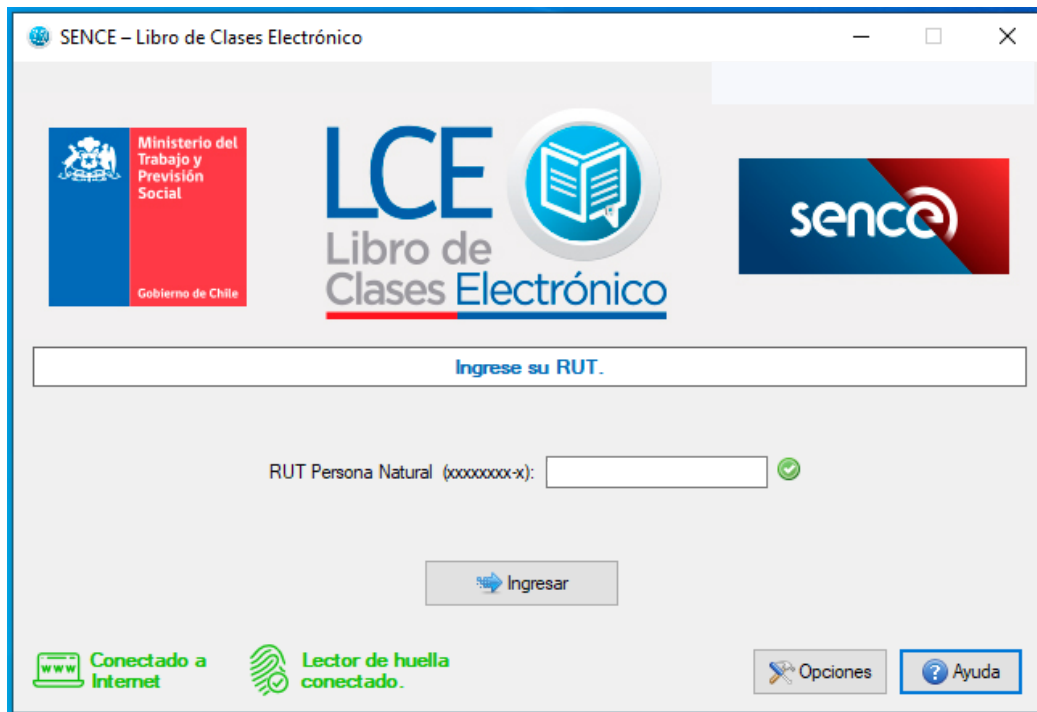 SENCE – Libro de Clases Electrónico
Ministerio del
Trabajo y
Previsión
Social
Gobierno de Chile
LCE
Libro de
Clases Electrónico
sence
Ingrese su RUT.
RUT Persona Natural (xxxxxxxx-x):
Ingresar
www
Conectado a
Internet
Lector de huella
conectado.
Opciones
? Ayuda